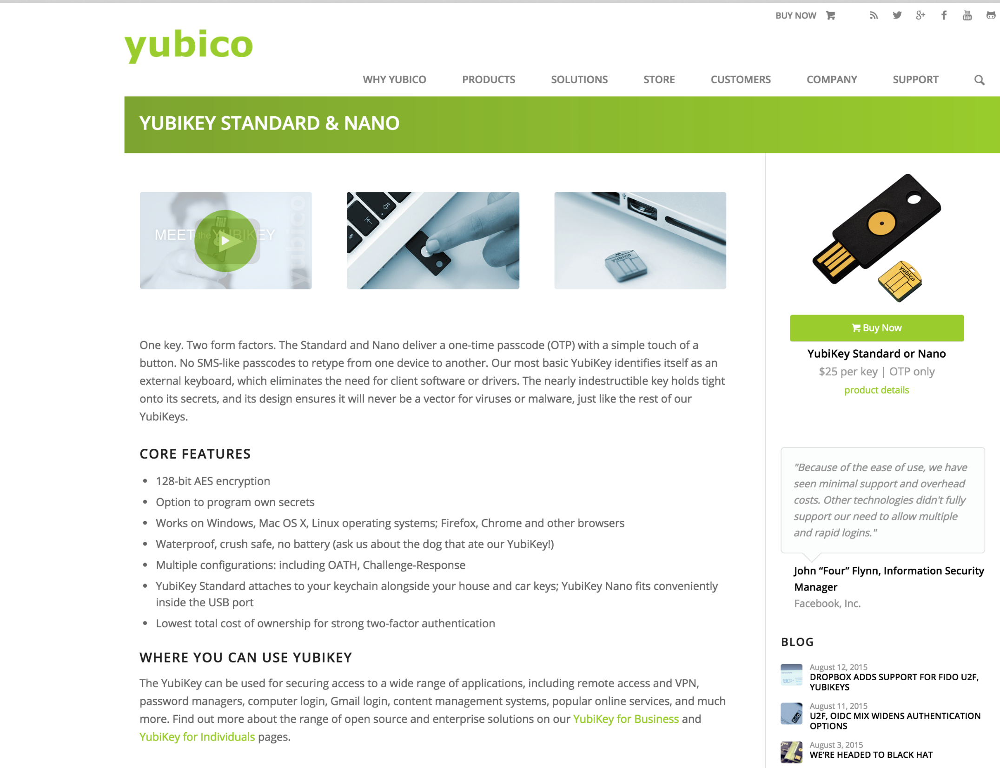 BUY NOW
You
Tube
yubico
WHY YUBICO PRODUCTS SOLUTIONS STORE CUSTOMERS COMPANY SUPPORT
YUBIKEY STANDARD & NANO
MEET the YUBIKEY
yubico
yubico
yubico
Buy Now
YubiKey Standard or Nano
$25 per key | OTP only
product details
One key. Two form factors. The Standard and Nano deliver a one-time passcode (OTP) with a simple touch of a
button. No SMS-like passcodes to retype from one device to another. Our most basic YubiKey identifies itself as an
external keyboard, which eliminates the need for client software or drivers. The nearly indestructible key holds tight
onto its secrets, and its design ensures it will never be a vector for viruses or malware, just like the rest of our
YubiKeys.
CORE FEATURES
• 128-bit AES encryption
• Option to program own secrets
• Works on Windows, Mac OS X, Linux operating systems; Firefox, Chrome and other browsers
• Waterproof, crush safe, no battery (ask us about the dog that ate our YubiKey!)
• Multiple configurations: including OATH, Challenge-Response
• YubiKey Standard attaches to your keychain alongside your house and car keys; YubiKey Nano fits conveniently
inside the USB port
• Lowest total cost of ownership for strong two-factor authentication
WHERE YOU CAN USE YUBIKEY
The YubiKey can be used for securing access to a wide range of applications, including remote access and VPN,
password managers, computer login, Gmail login, content management systems, popular online services, and much
more. Find out more about the range of open source and enterprise solutions on our YubiKey for Business and
YubiKey for Individuals pages.
"Because of the ease of use, we have
seen minimal support and overhead
costs. Other technologies didn't fully
support our need to allow multiple
and rapid logins."
John “Four” Flynn, Information Security
Manager
Facebook, Inc.
BLOG
August 12, 2015
DROPBOX ADDS SUPPORT FOR FIDO U2F,
YUBIKEYS
August 11, 2015
U2F, OIDC MIX WIDENS AUTHENTICATION
OPTIONS
August 3, 2015
WE’RE HEADED TO BLACK HAT